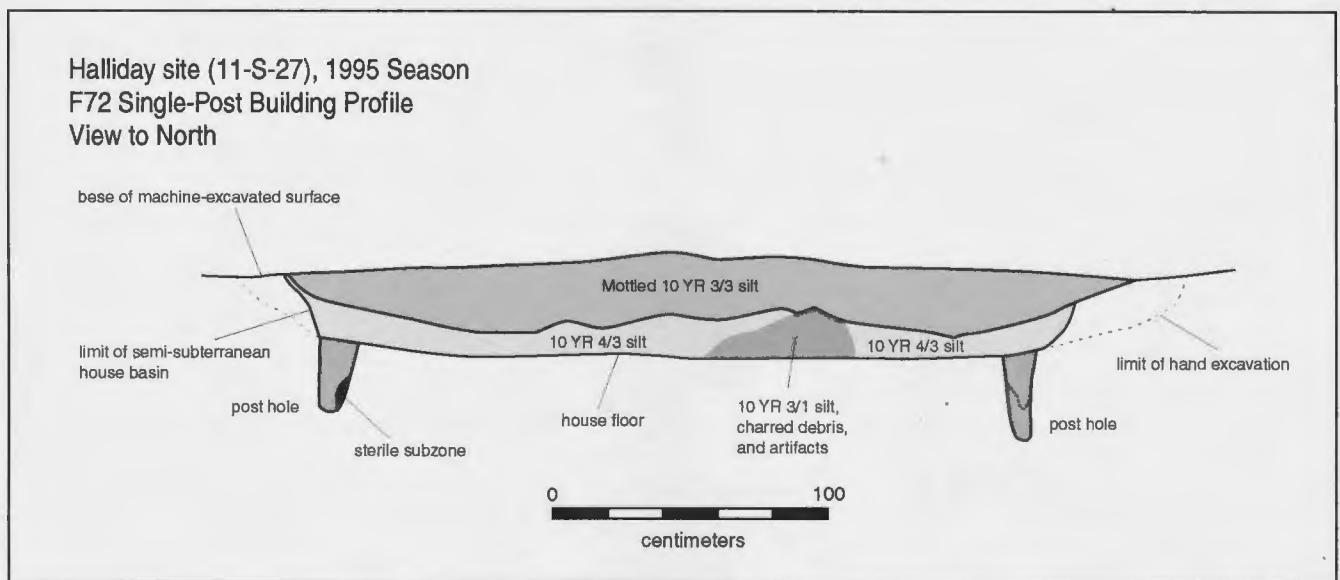 Halliday site (11-S-27), 1995 Season
F72 Single-Post Building Profile
View to North
bese of machine-excavated surface
Mottled 10 YR 3/3 silt
limit of semi-subterranean
house basin
10 YR 4/3 silt
10 YR 4/3 silt
limit of hand excavation
post hole
house floor
10 YR 3/1 silt,
charred debris,
and artifacts
post hole
sterile subzone
0
100
centimeters